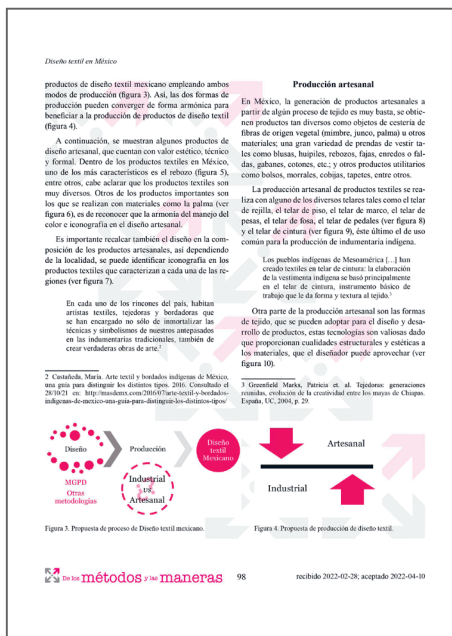 Diseño textil en México
productos de diseño textil mexicano empleando ambos
modos de producción (figura 3). Así, las dos formas de
producción pueden converger de forma armónica para
beneficiar a la producción de productos de diseño textil
(figura 4).
A continuación, se muestran algunos productos de
diseño artesanal, que cuentan con valor estético, técnico
y formal. Dentro de los productos textiles en México,
uno de los más característicos es el rebozo (figura 5),
entre otros, cabe aclarar que los productos textiles son
muy diversos. Otros de los productos importantes son
los que se realizan con materiales como la palma (ver
figura 6), es de reconocer que la armonía del manejo del
color e iconografía en el diseño artesanal.
Es importante recalcar también el diseño en la com-
posición de los productos artesanales, así dependiendo
de la localidad, se puede identificar iconografía en los
productos textiles que caracterizan a cada una de las re-
giones (ver figura 7).
En cada uno de los rincones del país, habitan
artistas textiles, tejedoras y bordadoras que
se han encargado no sólo de inmortalizar las
técnicas y simbolismos de nuestros antepasados
en las indumentarias tradicionales, también de
crear verdaderas obras de arte.2
2 Castañeda, María. Arte textil y bordados indígenas de México,
una guía para distinguir los distintos tipos. 2016. Consultado el
28/10/21 en: http://masdemx.com/2016/07/arte-textil-y-bordados-
indigenas-de-mexico-una-guia-para-distinguir-los-distintos-tipos/
Producción artesanal
En México, la generación de productos artesanales a
partir de algún proceso de tejido es muy basta, se obtie-
nen productos tan diversos como objetos de cestería de
fibras de origen vegetal (mimbre, junco, palma) u otros
materiales; una gran variedad de prendas de vestir ta-
les como blusas, huipiles, rebozos, fajas, enredos o fal-
das, gabanes, cotones, etc.; y otros productos utilitarios
como bolsos, morrales, cobijas, tapetes, entre otros.
La producción artesanal de productos textiles se rea-
liza con alguno de los diversos telares tales como el telar
de rejilla, el telar de piso, el telar de marco, el telar de
pesas, el telar de fosa, el telar de pedales (ver figura 8)
y el telar de cintura (ver figura 9), éste último el de uso
común para la producción de indumentaria indígena.
Los pueblos indígenas de Mesoamérica [...] han
creado textiles en telar de cintura: la elaboración
de la vestimenta indígena se basó principalmente
en el telar de cintura, instrumento básico de
trabajo que le da forma y textura al tejido.3
Otra parte de la producción artesanal son las formas
de tejido, que se pueden adoptar para el diseño y desa-
rrollo de productos, estas tecnologías son valiosas dado
que proporcionan cualidades estructurales y estéticas a
los materiales, que el diseñador puede aprovechar (ver
figura 10).
3 Greenfield Marks, Patricia et. al. Tejedoras: generaciones
reunidas, evolución de la creatividad entre los mayas de Chiapas.
España, UC, 2004, p. 29.
Diseño
MGPD
Otras
metodologías
Producción
Industrial
vs
Artesanal
Diseño
textil
Mexicano
Artesanal
Industrial
Figura 3. Propuesta de proceso de Diseño textil mexicano.
Figura 4. Propuesta de producción de diseño textil.
De los métodos y las maneras
98
recibido 2022-02-28; aceptado 2022-04-10